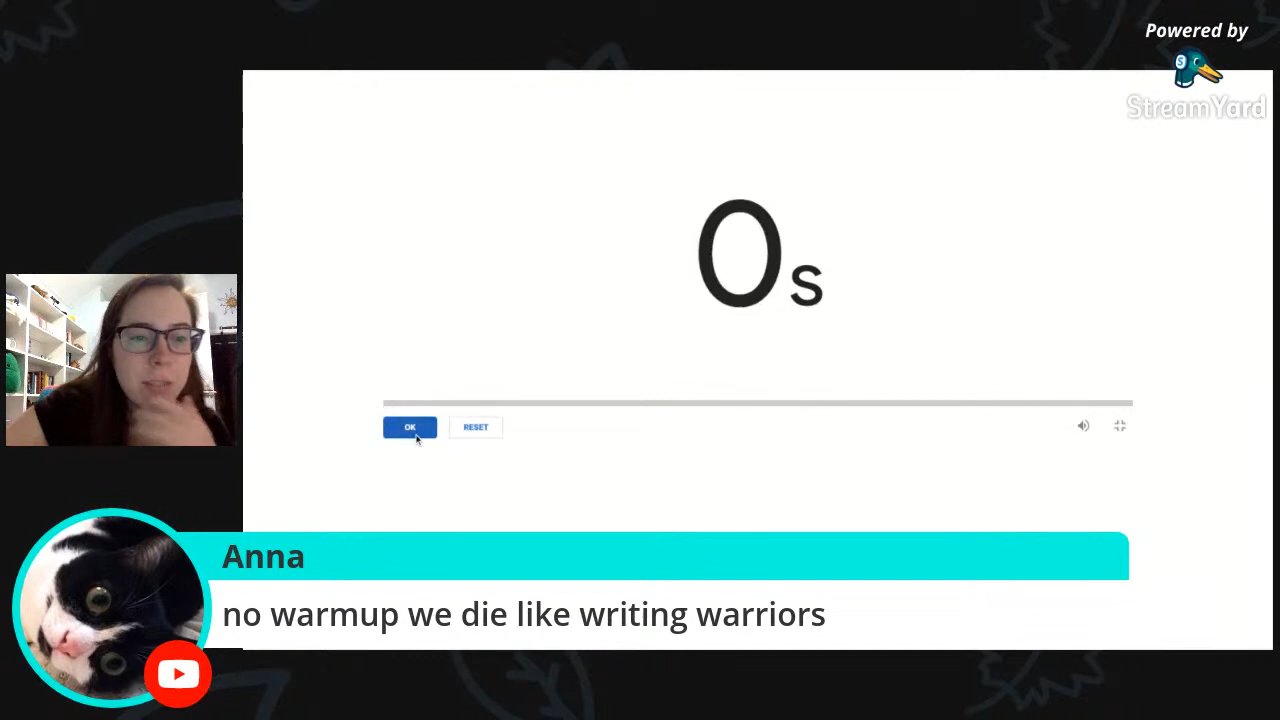 Powered by
StreamYard
0s
OK RESET
Anna
no warmup we die like writing warriors